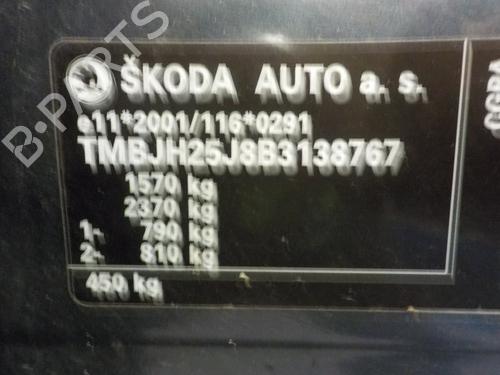 ŠKODA AUTO a. s.
e11*2001/116*0291
TMBJH25J8B3138767
1570 kg
2370 kg
1- 790 kg
2- 810 kg
450 kg
B-PARTS